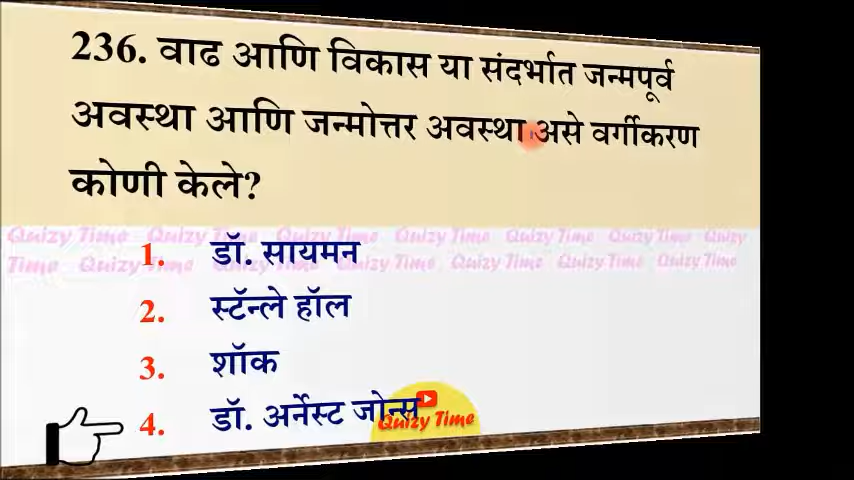 236. वाढ आणि विकास या संदर्भात जन्मपूर्व
अवस्था आणि जन्मोत्तर अवस्था असे वर्गीकरण
कोणी केले?
Quizy Time Quizy Time Quizy Time Quizy Time Quizy Time Quizy Time Quizy
Time Quizy Time Quizy Time Quizy Time Quizy Time Quizy Time
1. डॉ. सायमन
2. स्टॅन्ले हॉल
3. शॉक
4. डॉ. अर्नेस्ट जोन्स
Quizy Time